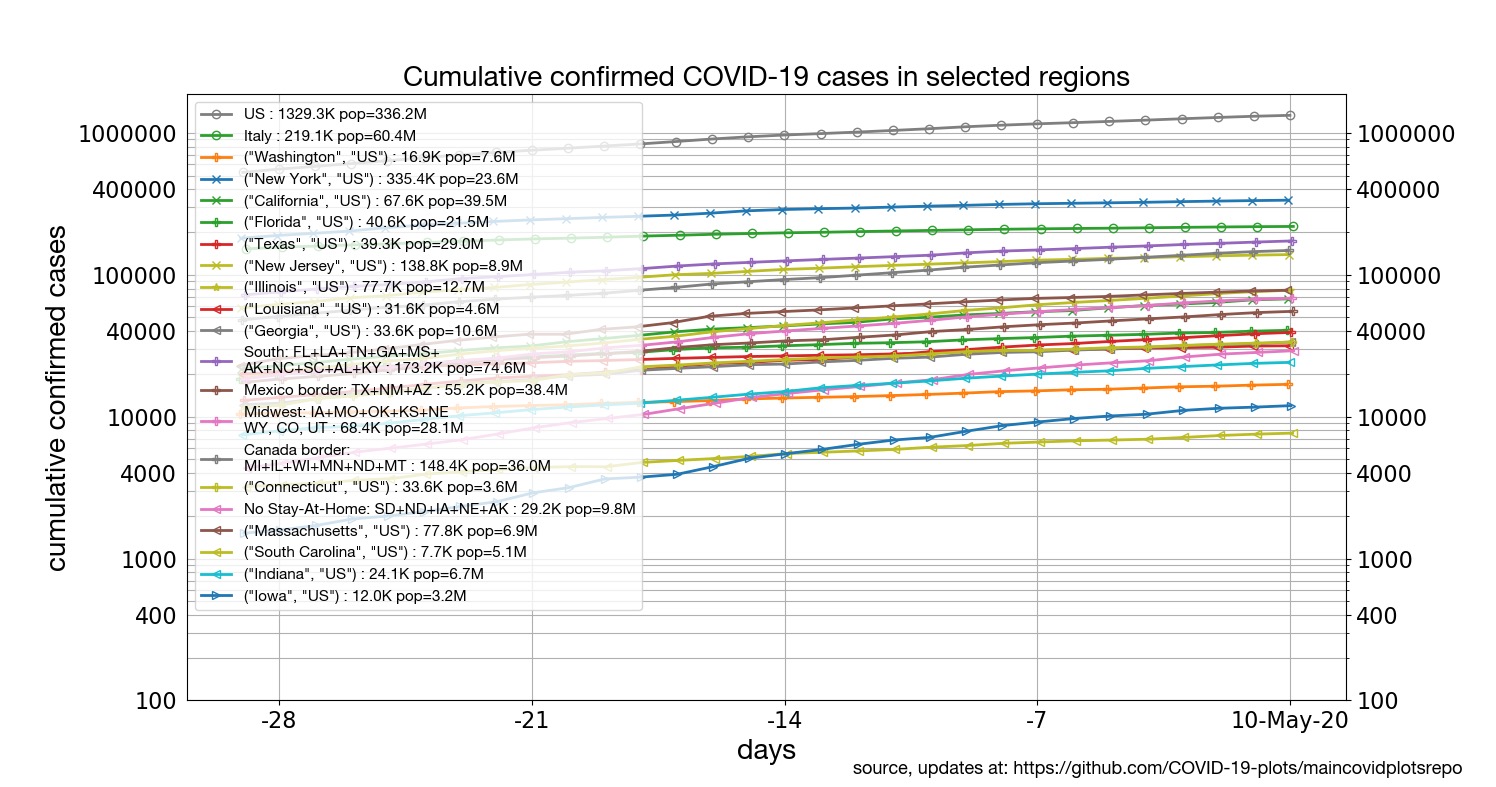 Cumulative confirmed COVID-19 cases in selected regions
cumulative confirmed cases
1000000
400000
100000
40000
10000
4000
1000
400
100
US : 1329.3K pop=336.2M
Italy : 219.1K pop=60.4M
("Washington", "US") : 16.9K pop=7.6M
("New York", "US") : 335.4K pop=23.6M
("California", "US") : 67.6K pop=39.5M
("Florida", "US") : 40.6K pop=21.5M
("Texas", "US") : 39.3K pop=29.0M
("New Jersey", "US") : 138.8K pop=8.9M
("Illinois", "US") : 77.7K pop=12.7M
("Louisiana", "US") : 31.6K pop=4.6M
("Georgia", "US") : 33.6K pop=10.6M
South: FL+LA+TN+GA+MS+
AK+NC+SC+AL+KY : 173.2K pop=74.6M
Mexico border: TX+NM+AZ : 55.2K pop=38.4M
Midwest: IA+MO+OK+KS+NE
WY, CO, UT : 68.4K pop=28.1M
Canada border:
MI+IL+WI+MN+ND+MT : 148.4K pop=36.0M
("Connecticut", "US") : 33.6K pop=3.6M
No Stay-At-Home: SD+ND+IA+NE+AK : 29.2K pop=9.8M
("Massachusetts", "US") : 77.8K pop=6.9M
("South Carolina", "US") : 7.7K pop=5.1M
("Indiana", "US") : 24.1K pop=6.7M
("Iowa", "US") : 12.0K pop=3.2M
1000000
400000
100000
40000
10000
4000
1000
400
100
-28 -21 -14 -7 10-May-20
days
source, updates at: https://github.com/COVID-19-plots/maincovidplotsrepo